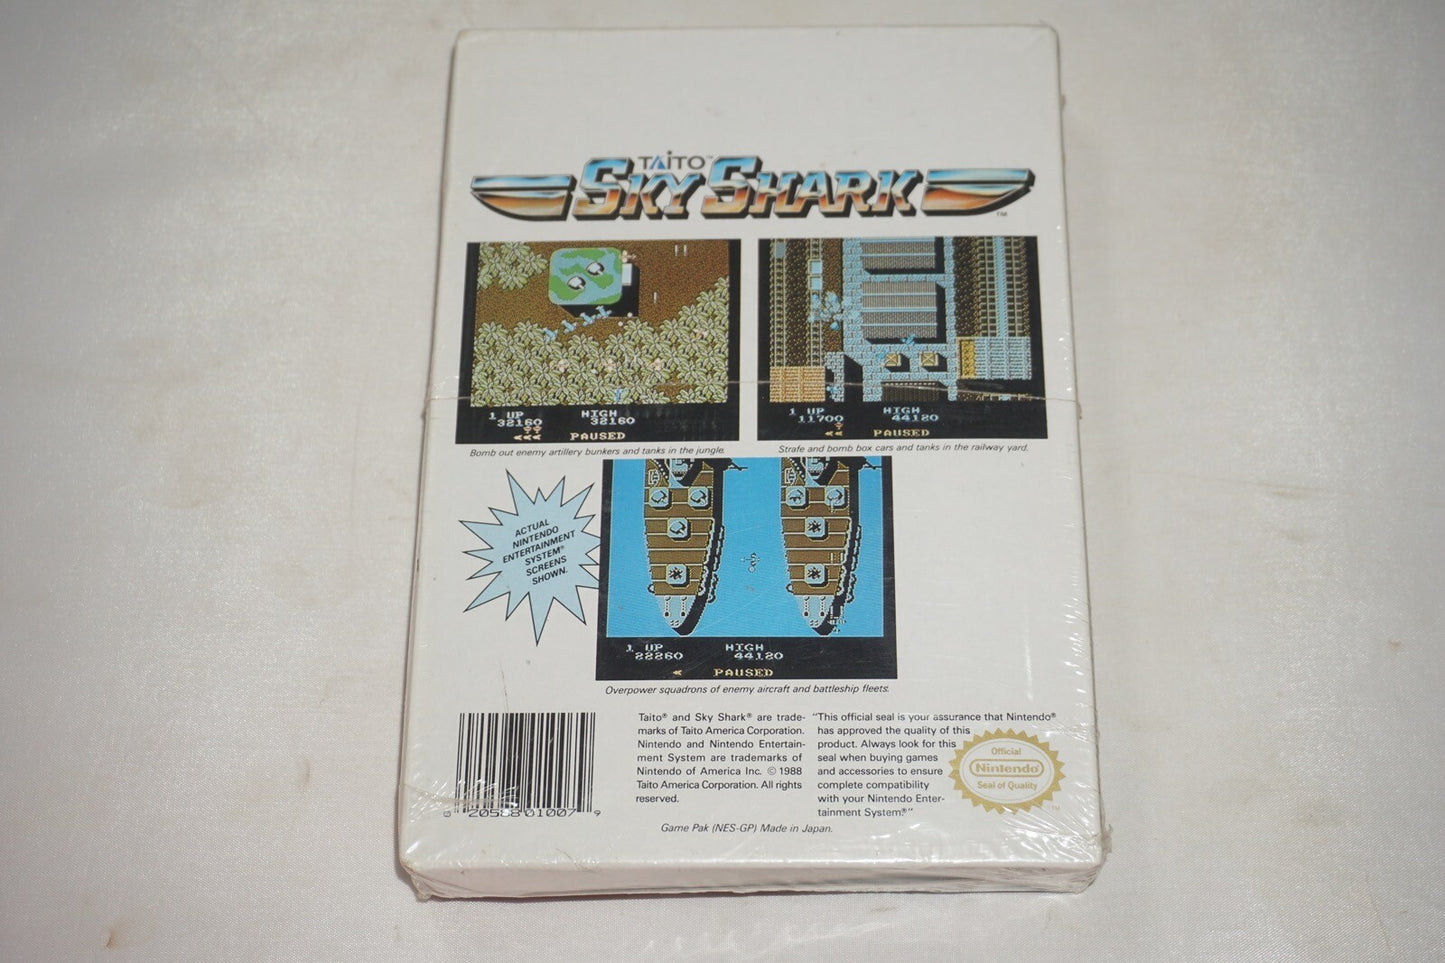 TAITO™
SKY SHARK
™
1 UP HIGH
32160 32160
PAUSED
Bomb out enemy artillery bunkers and tanks in the jungle.
1 UP HIGH
11700 44120
PAUSED
Strafe and bomb box cars and tanks in the railway yard.
ACTUAL
NINTENDO
ENTERTAINMENT
SYSTEM®
SCREENS
SHOWN.
1 UP HIGH
22260 44120
PAUSED
Overpower squadrons of enemy aircraft and battleship fleets.
0 20588 01007 9
Taito® and Sky Shark® are trade-
marks of Taito America Corporation.
Nintendo and Nintendo Entertain-
ment System are trademarks of
Nintendo of America Inc. © 1988
Taito America Corporation. All rights
reserved.
"This official seal is your assurance that Nintendo®
has approved the quality of this
product. Always look for this
seal when buying games
and accessories to ensure
complete compatibility
with your Nintendo Enter-
tainment System.®"
Official
Nintendo®
Seal of Quality
™
Game Pak (NES-GP) Made in Japan.